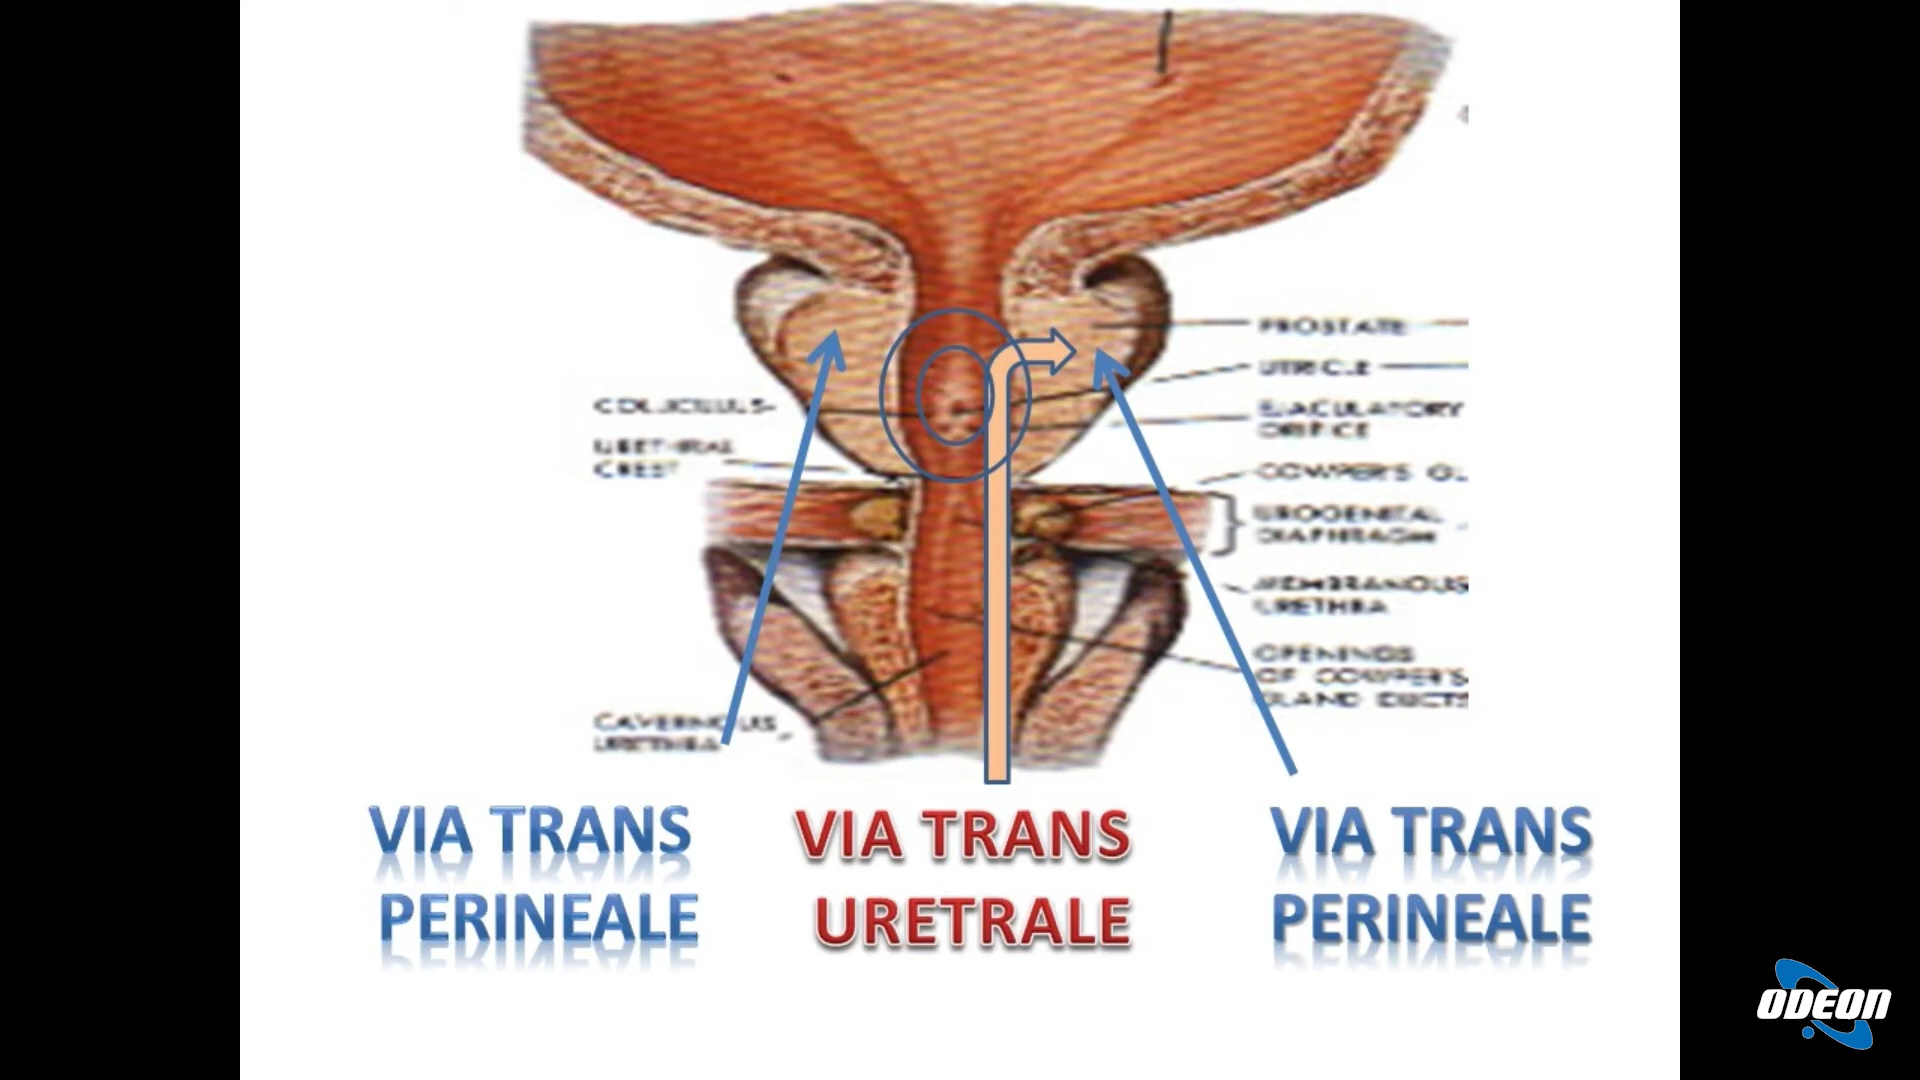 PROSTATE
UTRICLE
COLLICULUS
EJACULATORY
ORIFICE
URETHRAL
CREST
COWPER'S GL
UROGENITAL
DIAPHRAGM
MEMBRANOUS
URETHRA
OPENINGS
OF COWPER'S
GLAND DUCTS
CAVERNOUS
URETHRA
VIA TRANS
PERINEALE
VIA TRANS
URETRALE
VIA TRANS
PERINEALE
ODEON